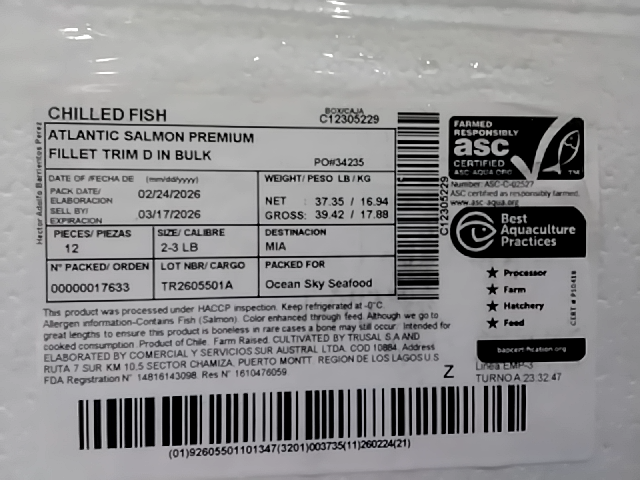 CHILLED FISH
BOX/CAJA
C12305229
ATLANTIC SALMON PREMIUM
FILLET TRIM D IN BULK
PO#34235
DATE OF /FECHA DE (mm/dd/yyyy)
PACK DATE/
ELABORACION
02/24/2026
SELL BY/
EXPIRACION
03/17/2026
WEIGHT/ PESO LB / KG
NET : 37.35 / 16.94
GROSS: 39.42 / 17.88
PIECES/ PIEZAS
12
SIZE/ CALIBRE
2-3 LB
DESTINACION
MIA
N° PACKED/ ORDEN
00000017633
LOT NBR/ CARGO
TR2605501A
PACKED FOR
Ocean Sky Seafood
This product was processed under HACCP inspection. Keep refrigerated at -0°C.
Allergen information-Contains Fish (Salmon). Color enhanced through feed. Although we go to
great lengths to ensure this product is boneless in rare cases a bone may still occur. Intended for
cooked consumption. Product of Chile. Farm Raised. CULTIVATED BY TRUSAL S.A AND
ELABORATED BY COMERCIAL Y SERVICIOS SUR AUSTRAL LTDA. COD 10884. Address
RUTA 7 SUR KM 10.5 SECTOR CHAMIZA, PUERTO MONTT. REGION DE LOS LAGOS U.S
FDA Registration N° 14816143098. Res N° 1610476059
Z
(01)92605501101347(3201)003735(11)260224(21)
Hector Adolfo Barrientos Perez
C12305229
FARMED
RESPONSIBLY
asc
CERTIFIED
ASC-AQUA.ORG
TM
Number: ASC-C-02527
ASC certified as responsibly farmed.
www.asc-aqua.org
Best
Aquaculture
Practices
★ Processor
★ Farm
★ Hatchery
★ Feed
CERT # P10418
bapcertification.org
Linea EMP-3
TURNO A 23:32:47